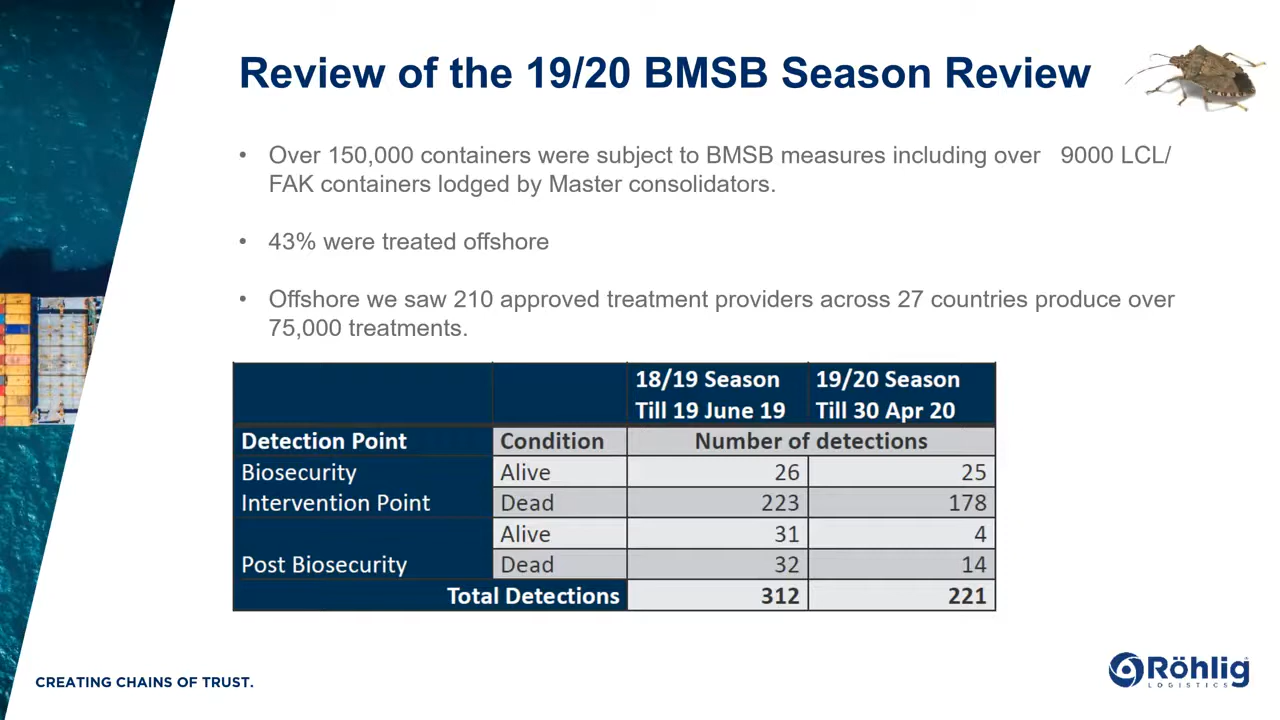 Review of the 19/20 BMSB Season Review
• Over 150,000 containers were subject to BMSB measures including over 9000 LCL/
FAK containers lodged by Master consolidators.
• 43% were treated offshore
• Offshore we saw 210 approved treatment providers across 27 countries produce over
75,000 treatments.
18/19 Season 19/20 Season
Till 19 June 19 Till 30 Apr 20
Detection Point Condition Number of detections
Biosecurity Alive 26 25
Intervention Point Dead 223 178
Alive 31 4
Post Biosecurity Dead 32 14
Total Detections 312 221
CREATING CHAINS OF TRUST.
Röhlig
LOGISTICS